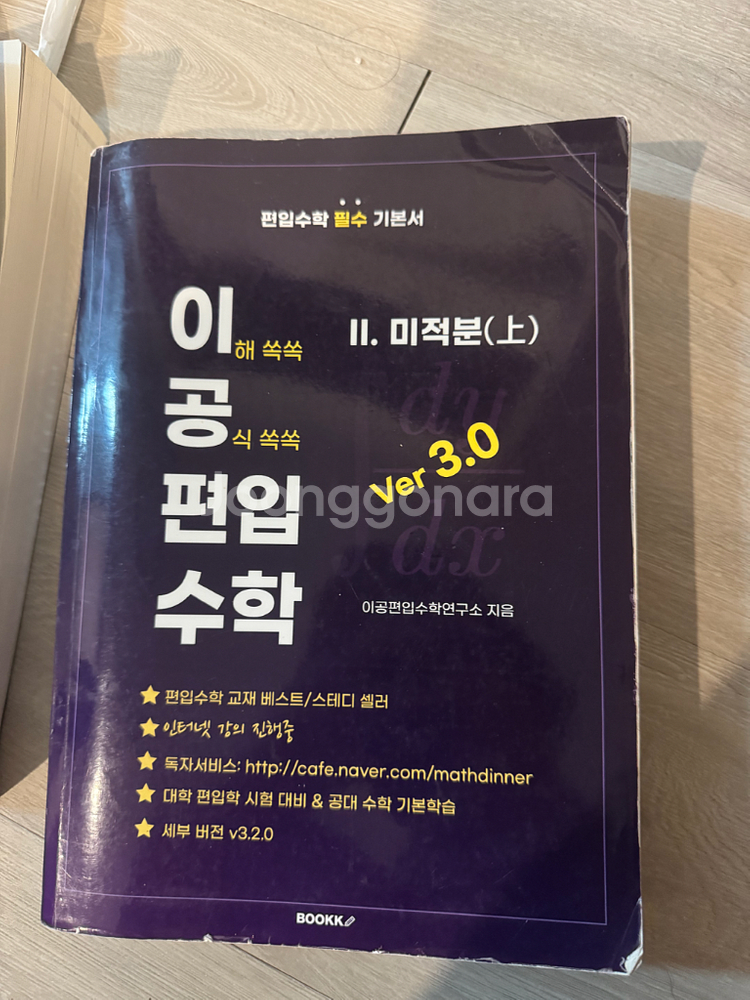 편입수학 필수 기본서
이해 쏙쏙
공식 쏙쏙
편입
수학
II. 미적분(上)
dy
dx
Ver 3.0
joonggonara
이공편입수학연구소 지음
편입수학 교재 베스트/스테디 셀러
인터넷 강의 진행중
독자서비스: http://cafe.naver.com/mathdinner
대학 편입학 시험 대비 & 공대 수학 기본학습
세부 버전 v3.2.0
BOOKK